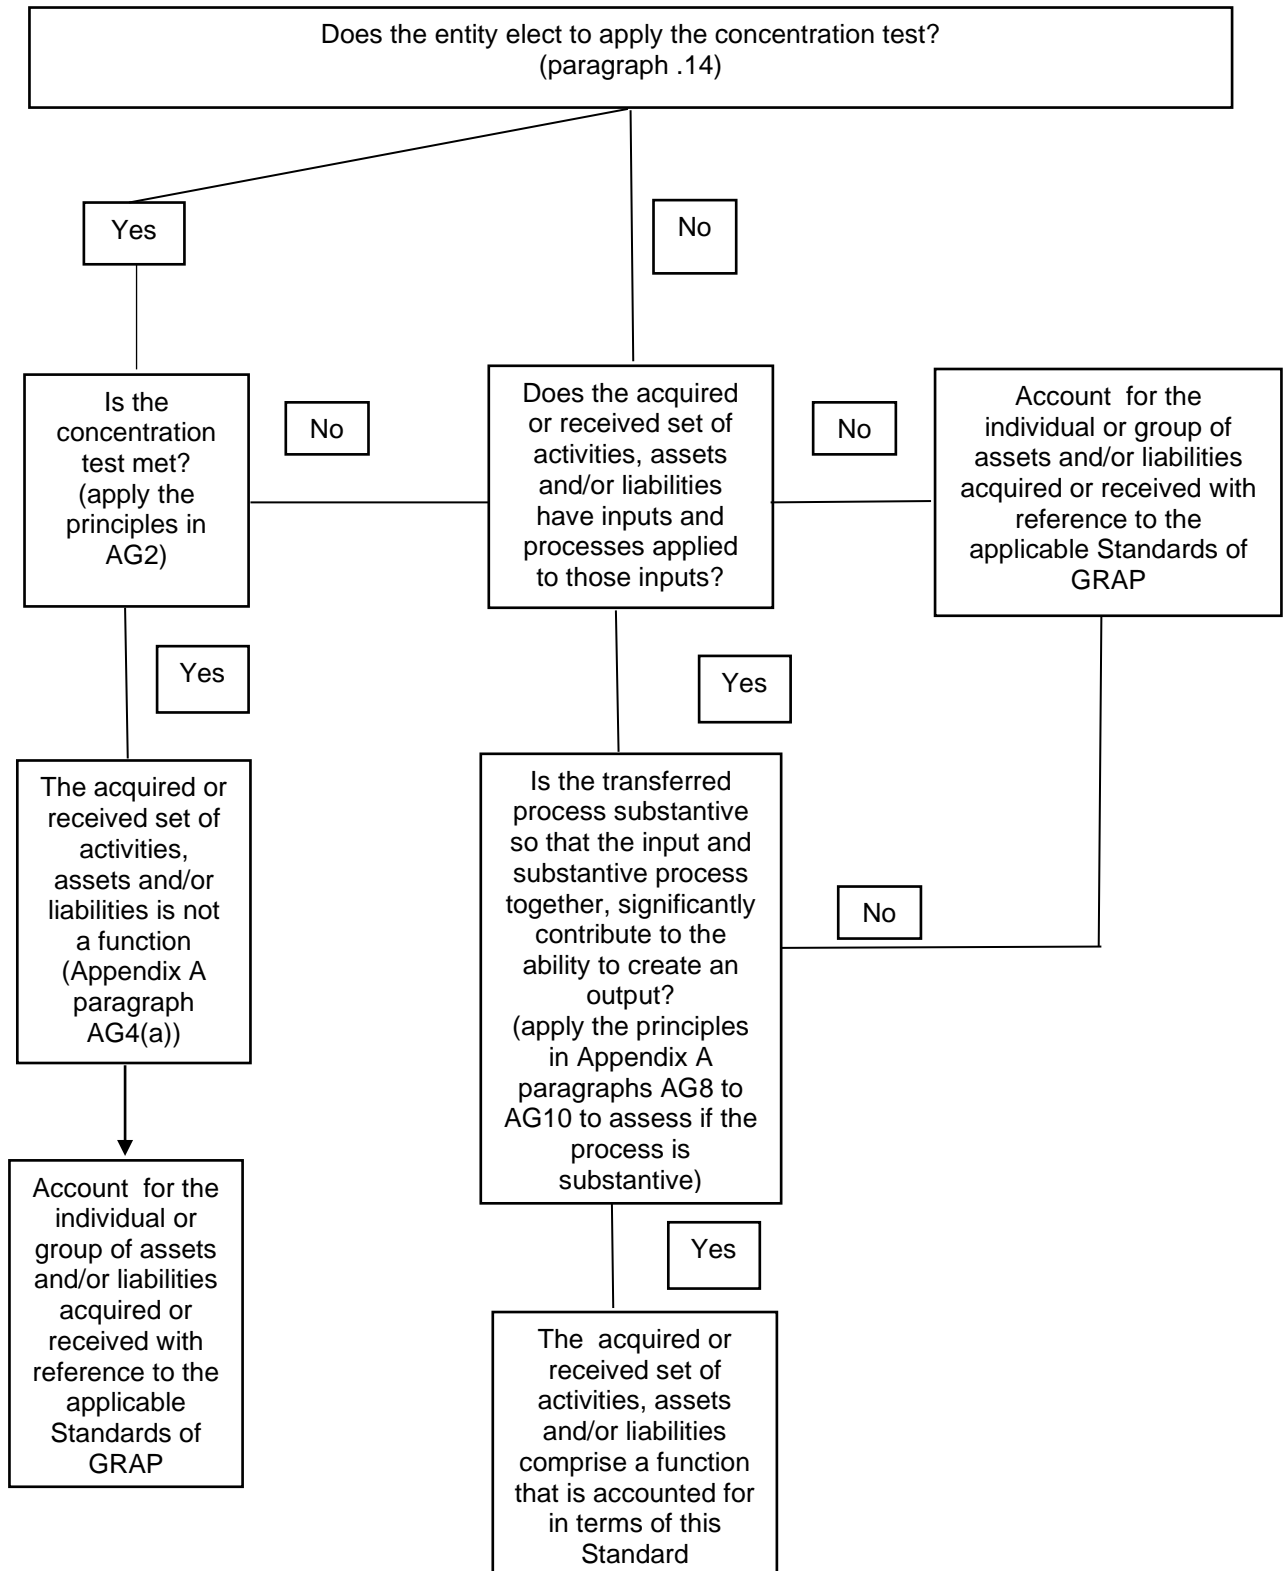 Does the entity elect to apply the concentration test?
(paragraph .14)
Yes
No
Is the
concentration
test met?
(apply the
principles in
AG2)
No
Does the acquired
or received set of
activities, assets
and/or liabilities
have inputs and
processes applied
to those inputs?
No
Account for the
individual or group of
assets and/or liabilities
acquired or received with
reference to the
applicable Standards of
GRAP
Yes
Yes
The acquired or
received set of
activities,
assets and/or
liabilities is not
a function
(Appendix A
paragraph
AG4(a))
Is the transferred
process substantive
so that the input and
substantive process
together, significantly
contribute to the
ability to create an
output?
(apply the principles
in Appendix A
paragraphs AG8 to
AG10 to assess if the
process is
substantive)
No
Account for the
individual or
group of assets
and/or liabilities
acquired or
received with
reference to the
applicable
Standards of
GRAP
Yes
The acquired or
received set of
activities, assets
and/or liabilities
comprise a function
that is accounted for
in terms of this
Standard